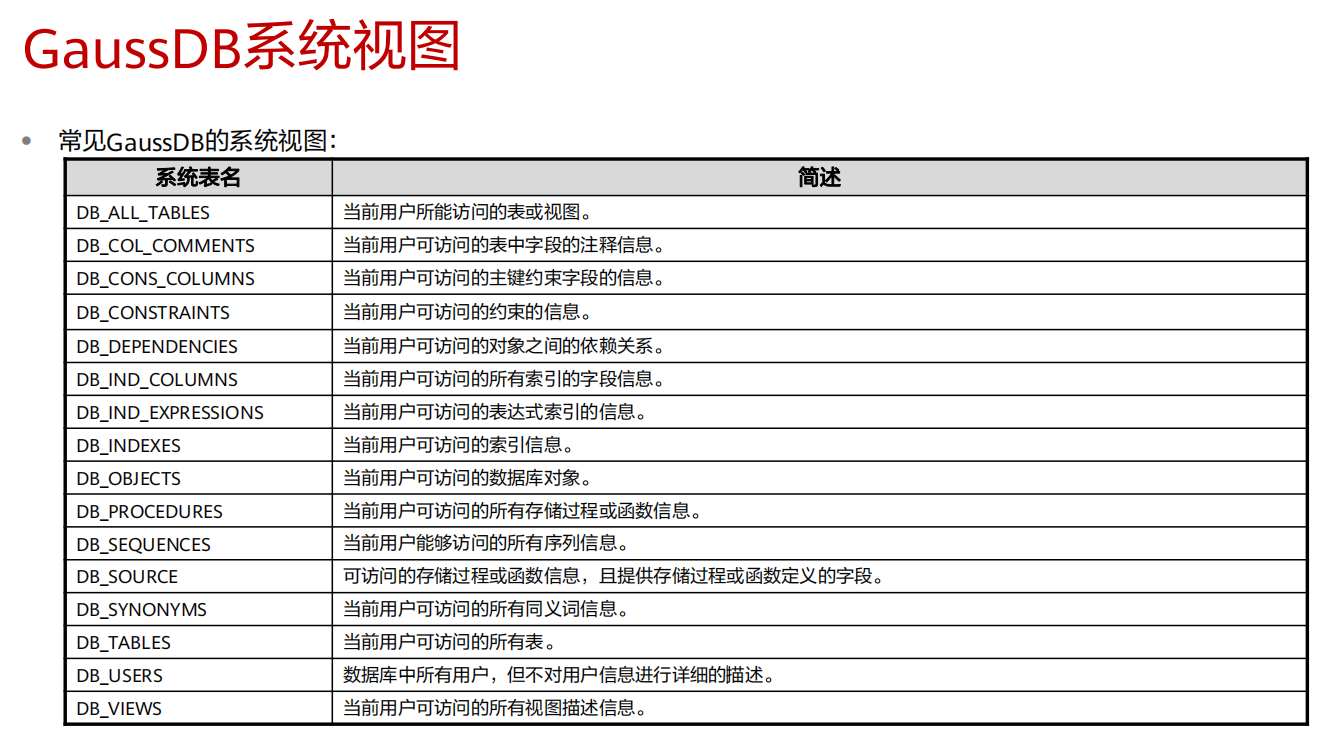 GaussDB系统视图
• 常见GaussDB的系统视图：
系统表名 简述
DB_ALL_TABLES 当前用户所能访问的表或视图。
DB_COL_COMMENTS 当前用户可访问的表中字段的注释信息。
DB_CONS_COLUMNS 当前用户可访问的主键约束字段的信息。
DB_CONSTRAINTS 当前用户可访问的约束的信息。
DB_DEPENDENCIES 当前用户可访问的对象之间的依赖关系。
DB_IND_COLUMNS 当前用户可访问的所有索引的字段信息。
DB_IND_EXPRESSIONS 当前用户可访问的表达式索引的信息。
DB_INDEXES 当前用户可访问的索引信息。
DB_OBJECTS 当前用户可访问的数据库对象。
DB_PROCEDURES 当前用户可访问的所有存储过程或函数信息。
DB_SEQUENCES 当前用户能够访问的所有序列信息。
DB_SOURCE 可访问的存储过程或函数信息，且提供存储过程或函数定义的字段。
DB_SYNONYMS 当前用户可访问的所有同义词信息。
DB_TABLES 当前用户可访问的所有表。
DB_USERS 数据库中所有用户，但不对用户信息进行详细的描述。
DB_VIEWS 当前用户可访问的所有视图描述信息。